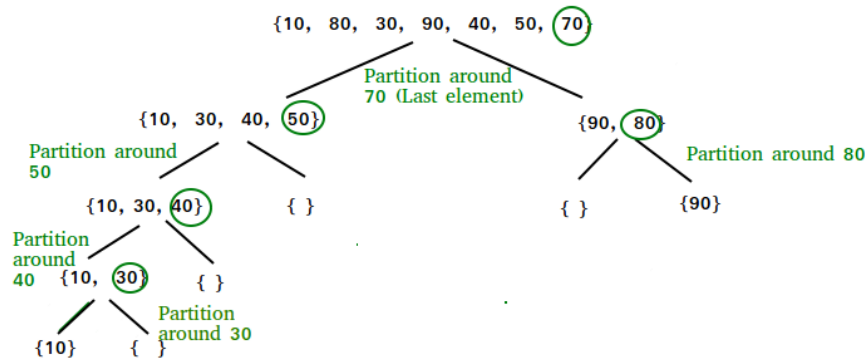 {10, 80, 30, 90, 40, 50, 70}
Partition around
70 (Last element)
{10, 30, 40, 50}
{90, 80}
Partition around
50
Partition around 80
{10, 30, 40}
{ }
{ }
{90}
Partition
around
40
{10, 30}
{ }
Partition
around 30
{10}
{ }